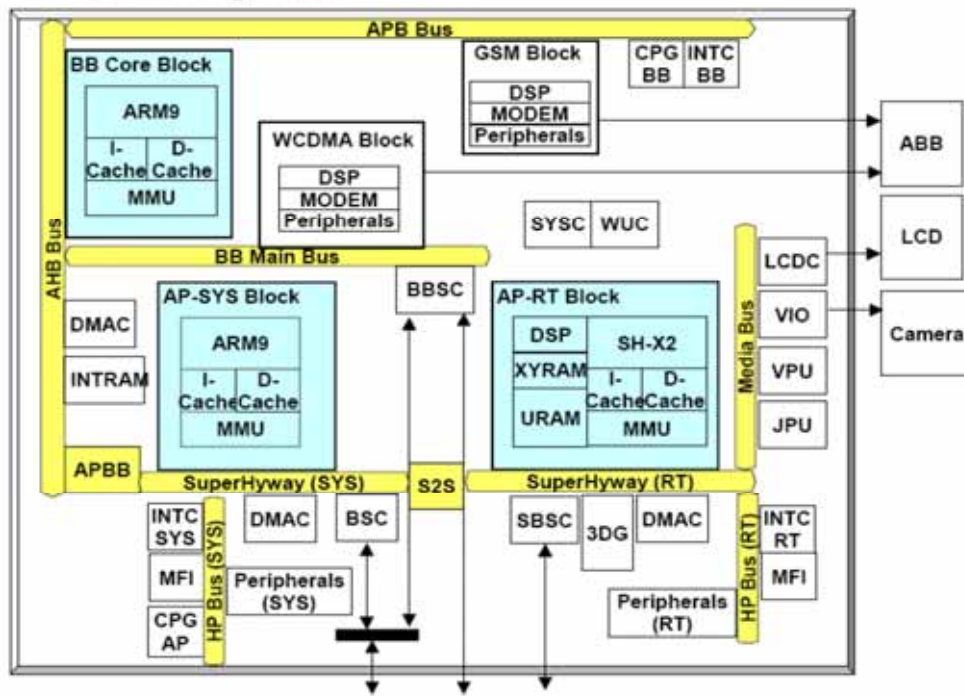 APB Bus
BB Core Block
ARM9
I-Cache
D-Cache
MMU
GSM Block
DSP
MODEM
Peripherals
CPG BB
INTC BB
WCDMA Block
DSP
MODEM
Peripherals
ABB
SYSC
WUC
LCD
AHB Bus
BB Main Bus
BBSC
Media Bus
LCDC
VIO
VPU
JPU
Camera
DMAC
INTRAM
AP-SYS Block
ARM9
I-Cache
D-Cache
MMU
AP-RT Block
DSP
XYRAM
URAM
SH-X2
I-Cache
D-Cache
MMU
APBB
SuperHyway (SYS)
S2S
SuperHyway (RT)
INTC SYS
MFI
CPG AP
HP Bus (SYS)
DMAC
BSC
Peripherals (SYS)
SBSC
3DG
DMAC
Peripherals (RT)
HP Bus (RT)
INTC RT
MFI